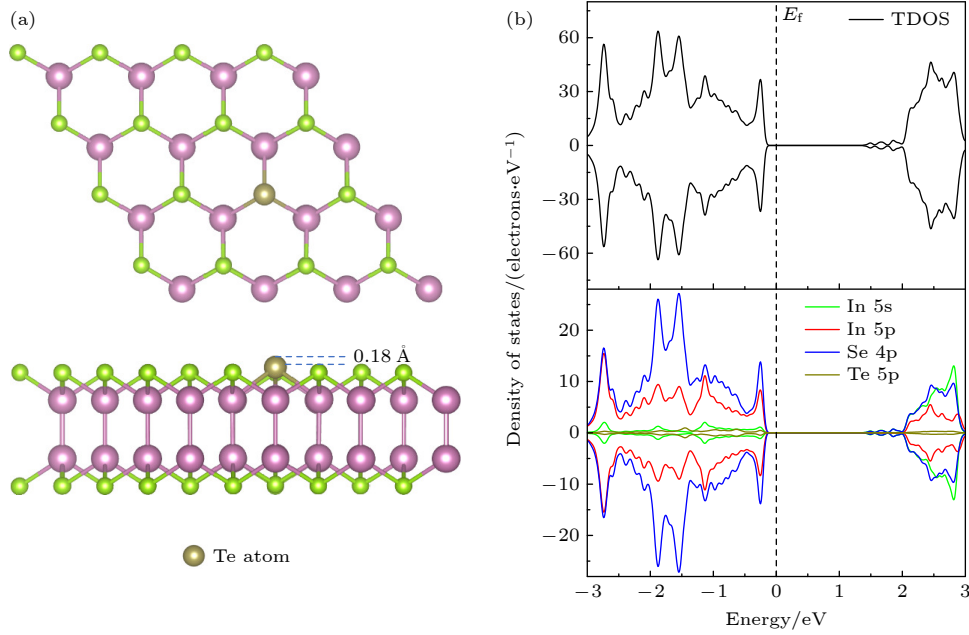 (a)
0.18 Å
Te atom
(b)
E_f
TDOS
60
30
0
−30
−60
In 5s
In 5p
Se 4p
Te 5p
20
10
0
−10
−20
Density of states/(electrons·eV⁻¹)
−3 −2 −1 0 1 2 3
Energy/eV